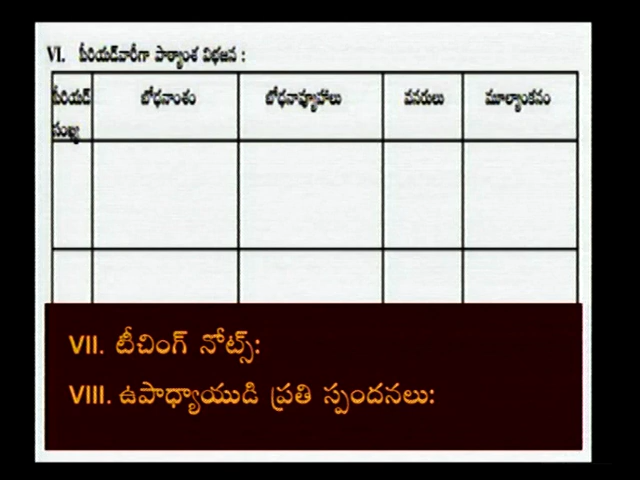 VI. పీరియడ్‌వారీగా పాఠ్యాంశ విభజన :
పీరియడ్ బోధనాంశం బోధనావ్యూహాలు వనరులు మూల్యాంకనం
సంఖ్య
VII. టీచింగ్ నోట్స్:
VIII. ఉపాధ్యాయుడి ప్రతి స్పందనలు: